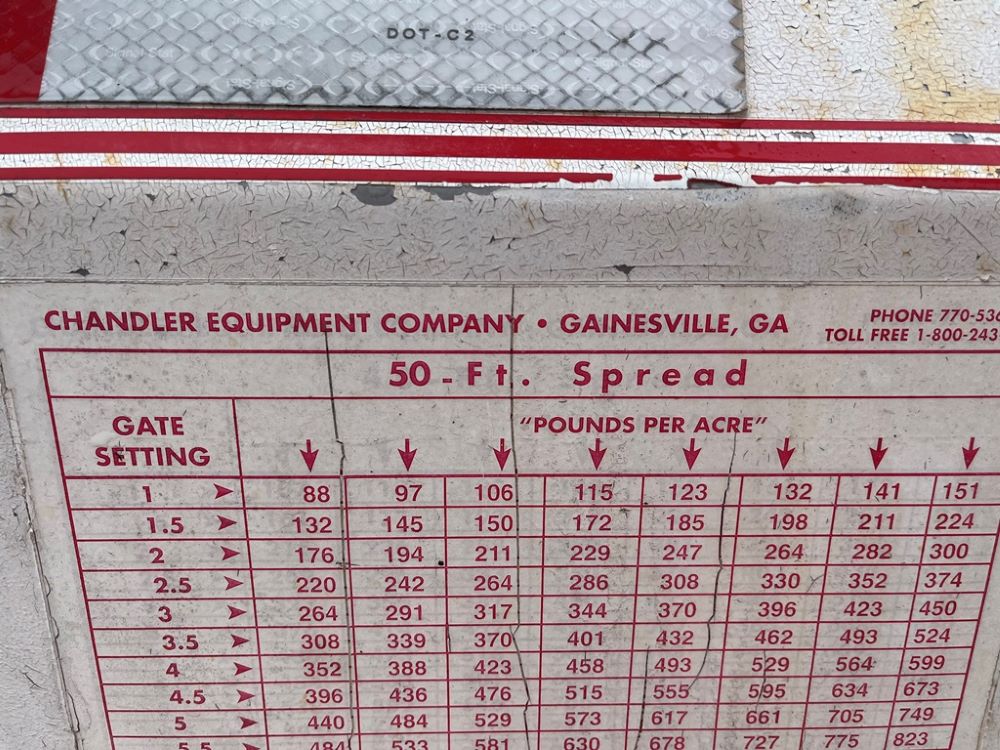 DOT-C2
CHANDLER EQUIPMENT COMPANY • GAINESVILLE, GA
PHONE 770-536
TOLL FREE 1-800-243
50-Ft. Spread
GATE SETTING
"POUNDS PER ACRE"
1 88 97 106 115 123 132 141 151
1.5 132 145 150 172 185 198 211 224
2 176 194 211 229 247 264 282 300
2.5 220 242 264 286 308 330 352 374
3 264 291 317 344 370 396 423 450
3.5 308 339 370 401 432 462 493 524
4 352 388 423 458 493 529 564 599
4.5 396 436 476 515 555 595 634 673
5 440 484 529 573 617 661 705 749
5.5 484 533 581 630 678 727 775 823